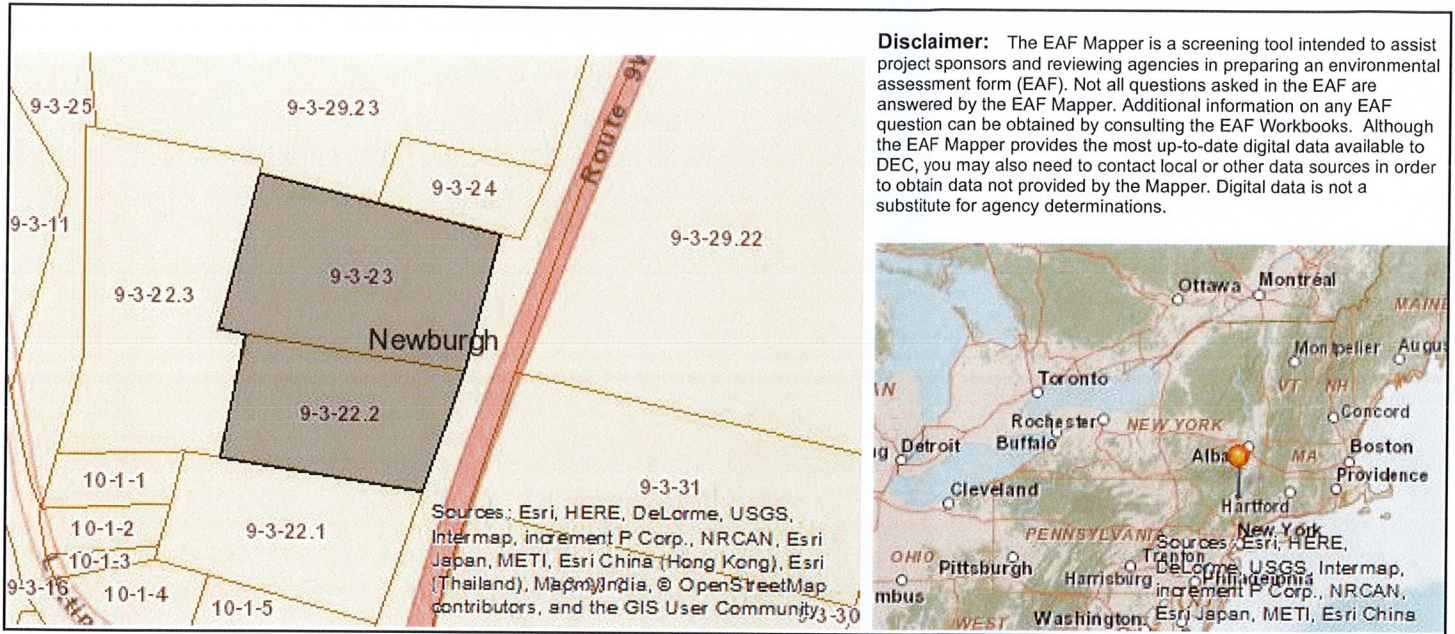 9-3-25
9-3-29.23
Route 9W
9-3-24
9-3-11
9-3-29.22
9-3-23
9-3-22.3
Newburgh
9-3-22.2
10-1-1
9-3-31
10-1-2
9-3-22.1
10-1-3
9-3-16
10-1-4
10-1-5
9-3-30
Sources: Esri, HERE, DeLorme, USGS,
Intermap, increment P Corp., NRCAN, Esri
Japan, METI, Esri China (Hong Kong), Esri
(Thailand), MapmyIndia, © OpenStreetMap
contributors, and the GIS User Community
Disclaimer: The EAF Mapper is a screening tool intended to assist
project sponsors and reviewing agencies in preparing an environmental
assessment form (EAF). Not all questions asked in the EAF are
answered by the EAF Mapper. Additional information on any EAF
question can be obtained by consulting the EAF Workbooks. Although
the EAF Mapper provides the most up-to-date digital data available to
DEC, you may also need to contact local or other data sources in order
to obtain data not provided by the Mapper. Digital data is not a
substitute for agency determinations.
Ottawa
Montréal
MAINE
Montpelier
Augus
Toronto
VT
NH
AN
Rochester
NEW YORK
Concord
Detroit
Buffalo
Alba
MA
Boston
Providence
Cleveland
Hartford
PENNSYLVANIA
New York
OHIO
Pittsburgh
Trenton
Harrisburg
Philadelphia
mbus
WEST
Washington
Sources: Esri, HERE,
DeLorme, USGS, Intermap,
increment P Corp., NRCAN,
Esri Japan, METI, Esri China